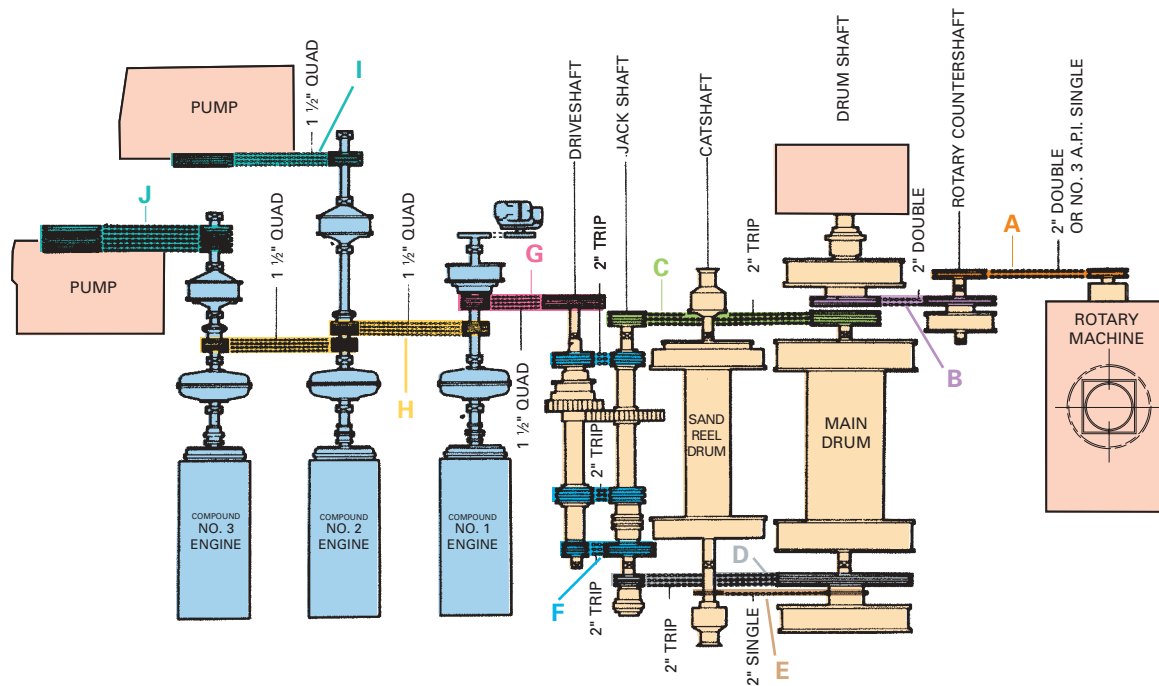 PUMP
1 ½" QUAD
I
DRIVESHAFT
JACK SHAFT
CATSHAFT
DRUM SHAFT
ROTARY COUNTERSHAFT
2" DOUBLE
OR NO. 3 A.P.I. SINGLE
J
1 ½" QUAD
1 ½" QUAD
G
2" TRIP
C
2" TRIP
2" DOUBLE
A
PUMP
H
1 ½" QUAD
B
ROTARY
MACHINE
SAND
REEL
DRUM
MAIN
DRUM
2" TRIP
COMPOUND
NO. 3
ENGINE
COMPOUND
NO. 2
ENGINE
COMPOUND
NO. 1
ENGINE
F
2" TRIP
D
2" TRIP
2" SINGLE
E